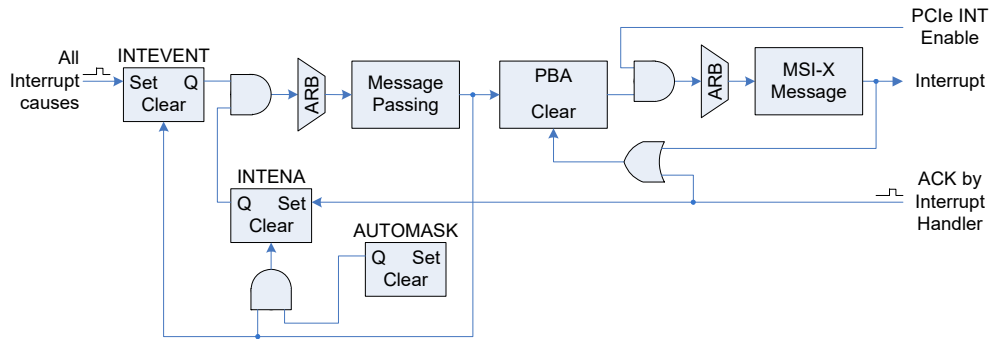 All
Interrupt
causes
INTEVENT
Set Q
Clear
ARB
Message
Passing
PBA
Clear
ARB
MSI-X
Message
PCIe INT
Enable
Interrupt
INTENA
Q Set
Clear
AUTOMASK
Q Set
Clear
ACK by
Interrupt
Handler